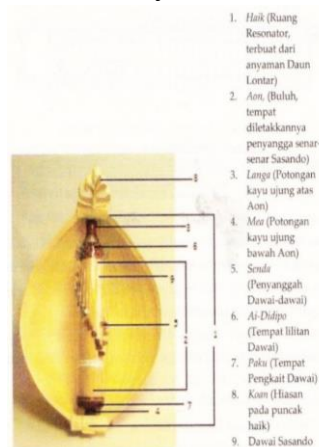 1. Haik (Ruang
Resonator,
terbuat dari
anyaman Daun
Lontar)
2. Aon, (Buluh,
tempat
diletakkannya
penyangga senar-
senar Sasando)
3. Langa (Potongan
kayu ujung atas
Aon)
4. Mea (Potongan
kayu ujung
bawah Aon)
5. Senda
(Penyanggah
Dawai-dawai)
6. Ai-Didipo
(Tempat lilitan
Dawai)
7. Paku (Tempat
Pengkait Dawai)
8. Koan (Hiasan
pada puncak
haik)
9. Dawai Sasando
8
3
6
9
5
2
7
4